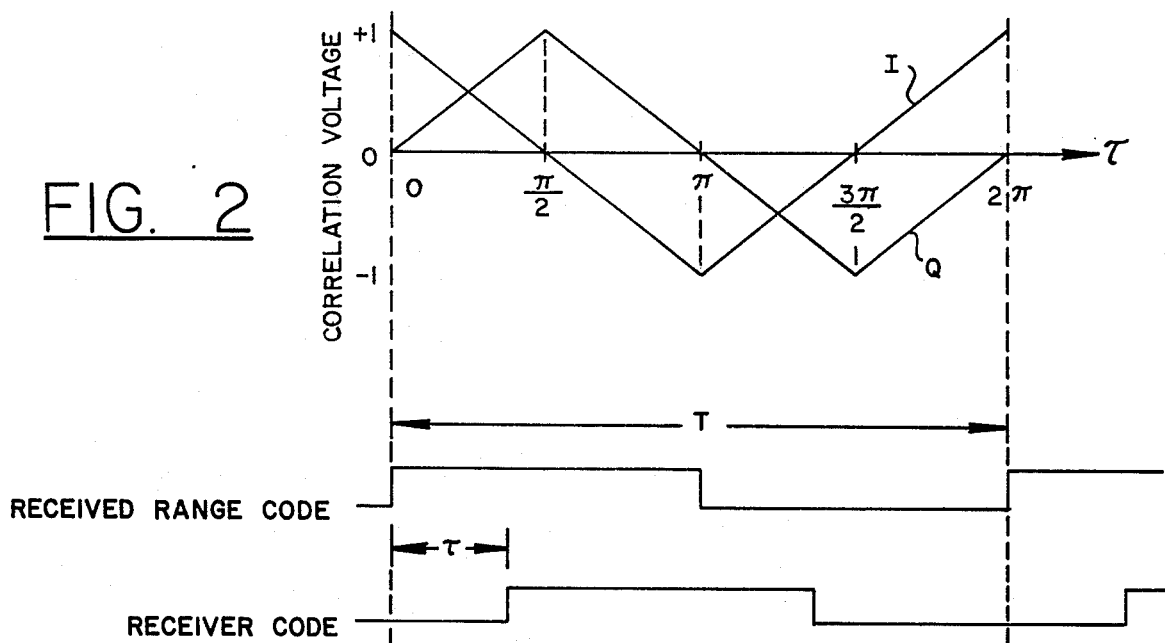 FIG. 2
CORRELATION VOLTAGE
+1
0
-1
I
Q
τ
0
π/2
π
3π/2
2π
T
RECEIVED RANGE CODE
τ
RECEIVER CODE